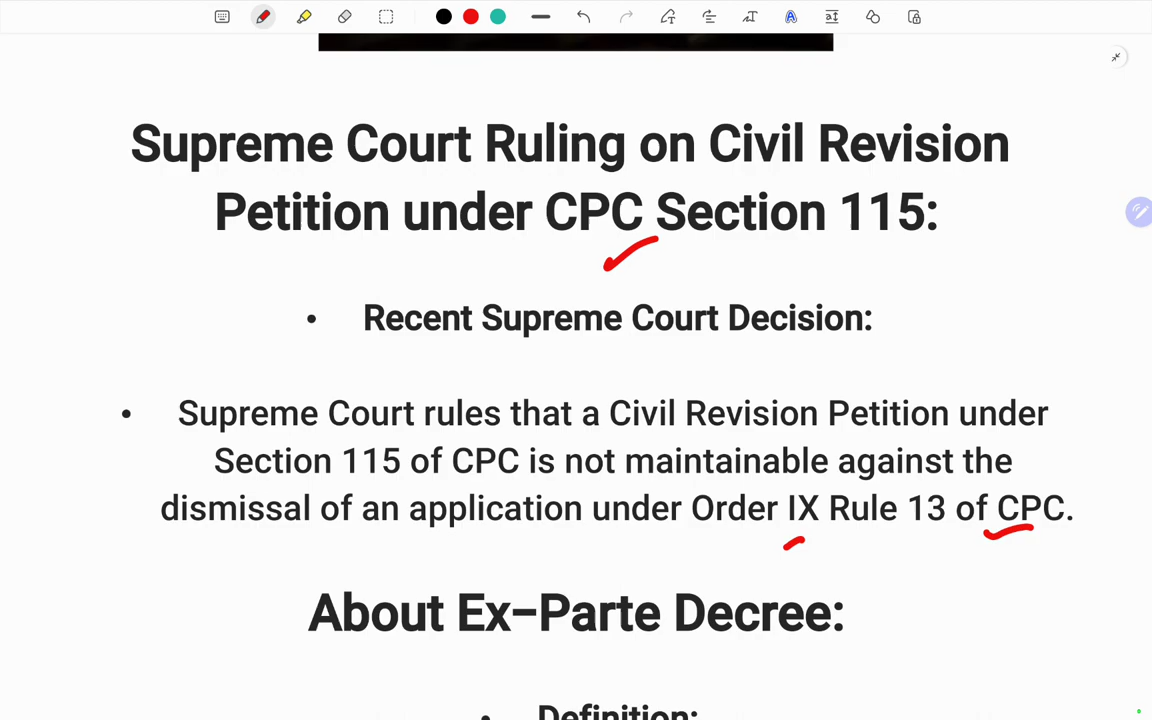 Supreme Court Ruling on Civil Revision
Petition under CPC Section 115:
• Recent Supreme Court Decision:
• Supreme Court rules that a Civil Revision Petition under
Section 115 of CPC is not maintainable against the
dismissal of an application under Order IX Rule 13 of CPC.
About Ex–Parte Decree:
• Definition: